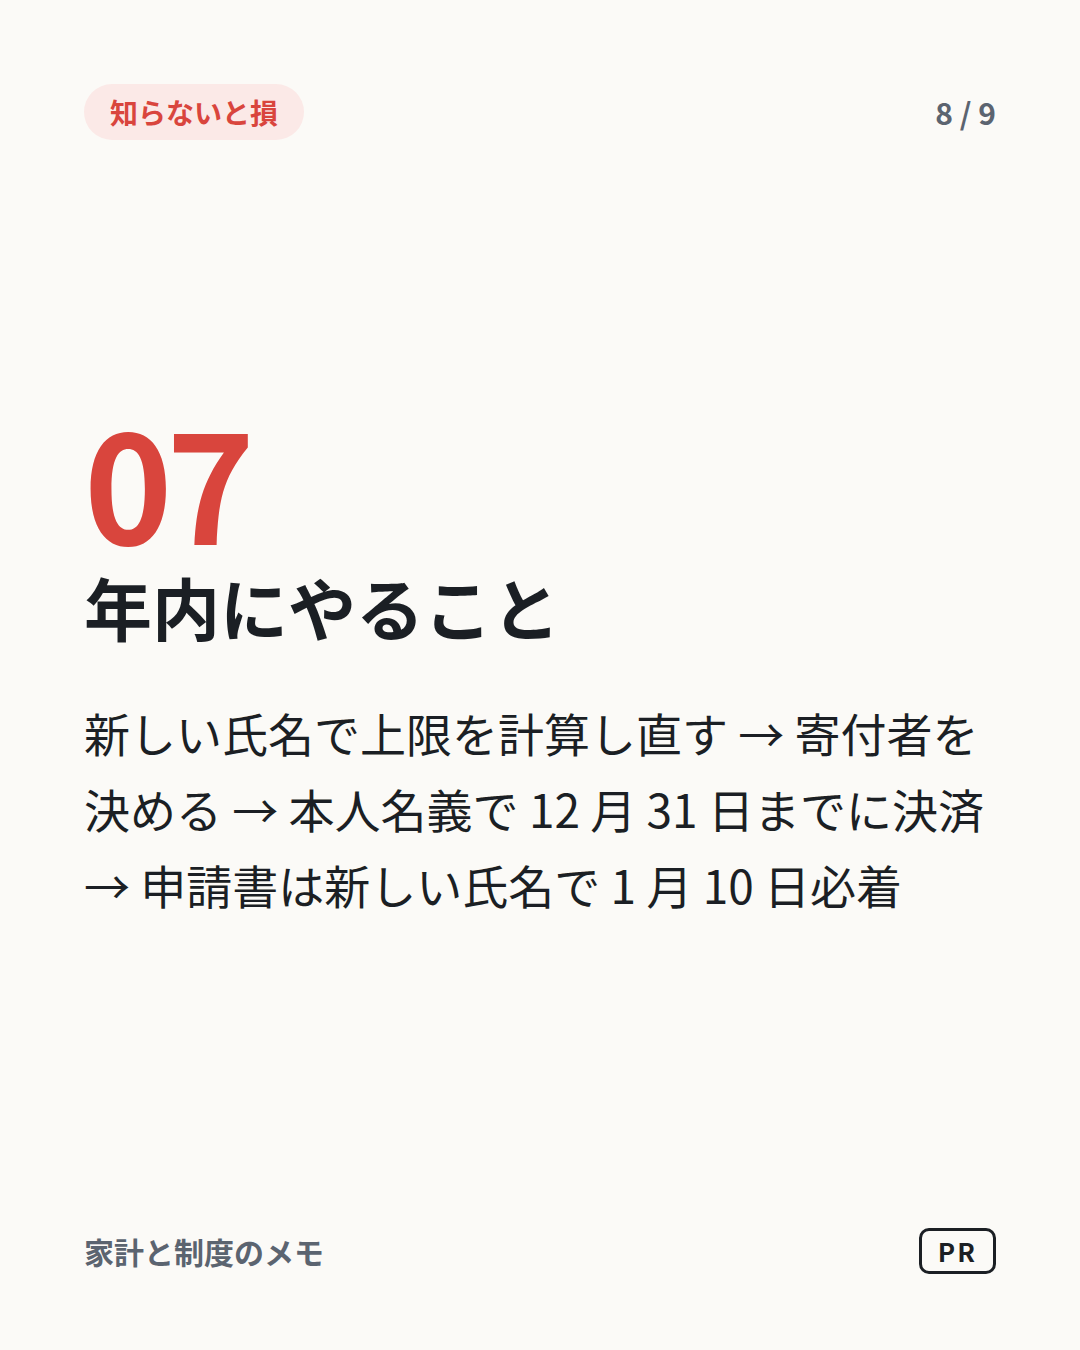 知らないと損
8 / 9
07
年内にやること
新しい氏名で上限を計算し直す → 寄付者を
決める → 本人名義で 12 月 31 日までに決済
→ 申請書は新しい氏名で 1 月 10 日必着
家計と制度のメモ
PR